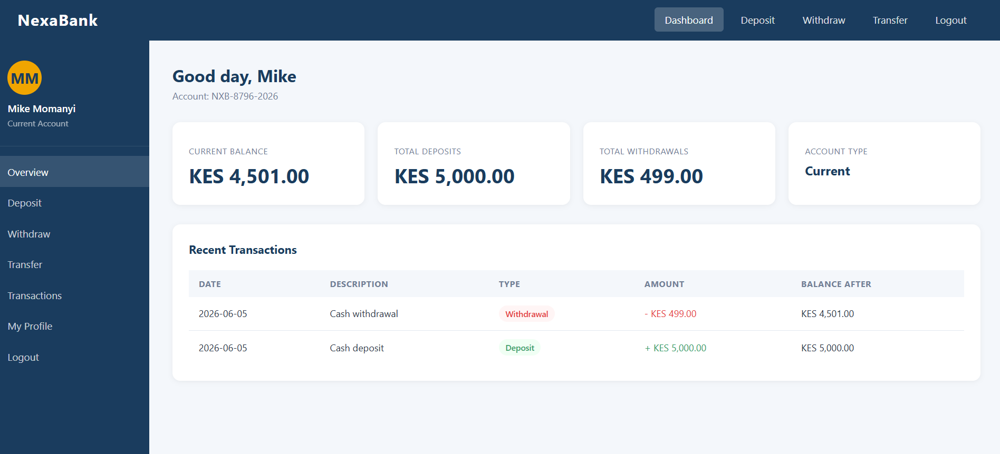 NexaBank
Dashboard Deposit Withdraw Transfer Logout
MM
Mike Momanyi
Current Account
Overview
Deposit
Withdraw
Transfer
Transactions
My Profile
Logout
Good day, Mike
Account: NXB-8796-2026
CURRENT BALANCE
KES 4,501.00
TOTAL DEPOSITS
KES 5,000.00
TOTAL WITHDRAWALS
KES 499.00
ACCOUNT TYPE
Current
Recent Transactions
DATE DESCRIPTION TYPE AMOUNT BALANCE AFTER
2026-06-05 Cash withdrawal Withdrawal - KES 499.00 KES 4,501.00
2026-06-05 Cash deposit Deposit + KES 5,000.00 KES 5,000.00